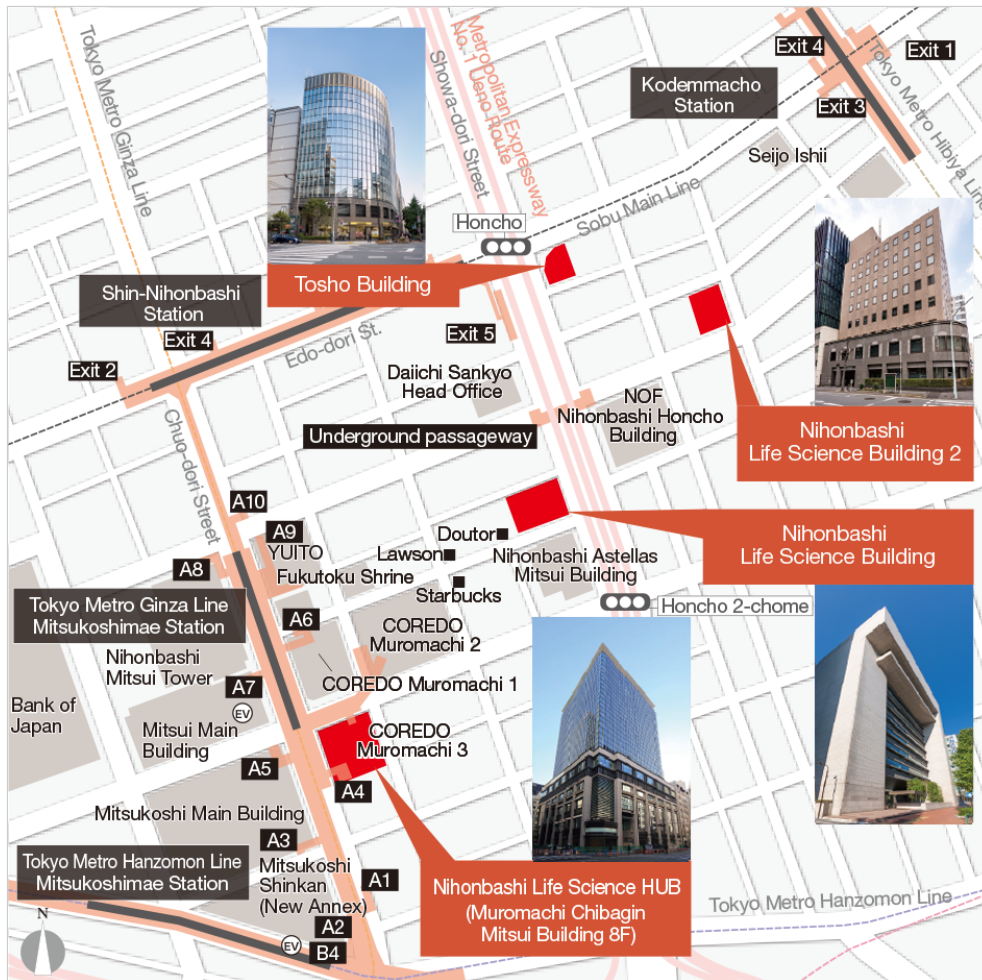 Exit 4
Exit 1
Kodemmacho
Station
Exit 3
Tokyo Metro Hibiya Line
Seijo Ishii
Tokyo Metro Ginza Line
Showa-dori Street
Metropolitan Expressway
No. 1 Ueno Route
Honcho
Sobu Main Line
Tosho Building
Shin-Nihonbashi
Station
Exit 4
Exit 2
Edo-dori St.
Exit 5
Daiichi Sankyo
Head Office
NOF
Nihonbashi Honcho
Building
Underground passageway
Nihonbashi
Life Science Building 2
Chuo-dori Street
A10
A9
YUITO
A8
Fukutoku Shrine
Doutor
Lawson
Starbucks
Nihonbashi Astellas
Mitsui Building
Nihonbashi
Life Science Building
Honcho 2-chome
Tokyo Metro Ginza Line
Mitsukoshimae Station
A6
COREDO
Muromachi 2
Nihonbashi
Mitsui Tower
COREDO Muromachi 1
A7
EV
Bank of
Japan
Mitsui Main
Building
COREDO
Muromachi 3
A5
A4
Mitsukoshi Main Building
A3
Tokyo Metro Hanzomon Line
Mitsukoshimae Station
Mitsukoshi
Shinkan
(New Annex)
A1
A2
EV
B4
Nihonbashi Life Science HUB
(Muromachi Chibagin
Mitsui Building 8F)
Tokyo Metro Hanzomon Line
N